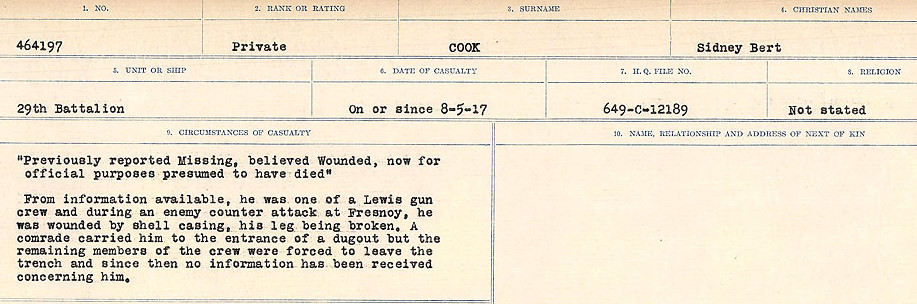 1. NO.
2. RANK OR RATING
3. SURNAME
4. CHRISTIAN NAMES
464197
Private
COOK
Sidney Bert
5. UNIT OR SHIP
6. DATE OF CASUALTY
7. H.Q. FILE NO.
8. RELIGION
29th Battalion
On or since 8-5-17
649-C-12189
Not stated
9. CIRCUMSTANCES OF CASUALTY
10. NAME, RELATIONSHIP AND ADDRESS OF NEXT OF KIN
"Previously reported Missing, believed Wounded, now for
official purposes presumed to have died"
From information available, he was one of a Lewis gun
crew and during an enemy counter attack at Fresnoy, he
was wounded by shell casing, his leg being broken. A
comrade carried him to the entrance of a dugout but the
remaining members of the crew were forced to leave the
trench and since then no information has been received
concerning him.